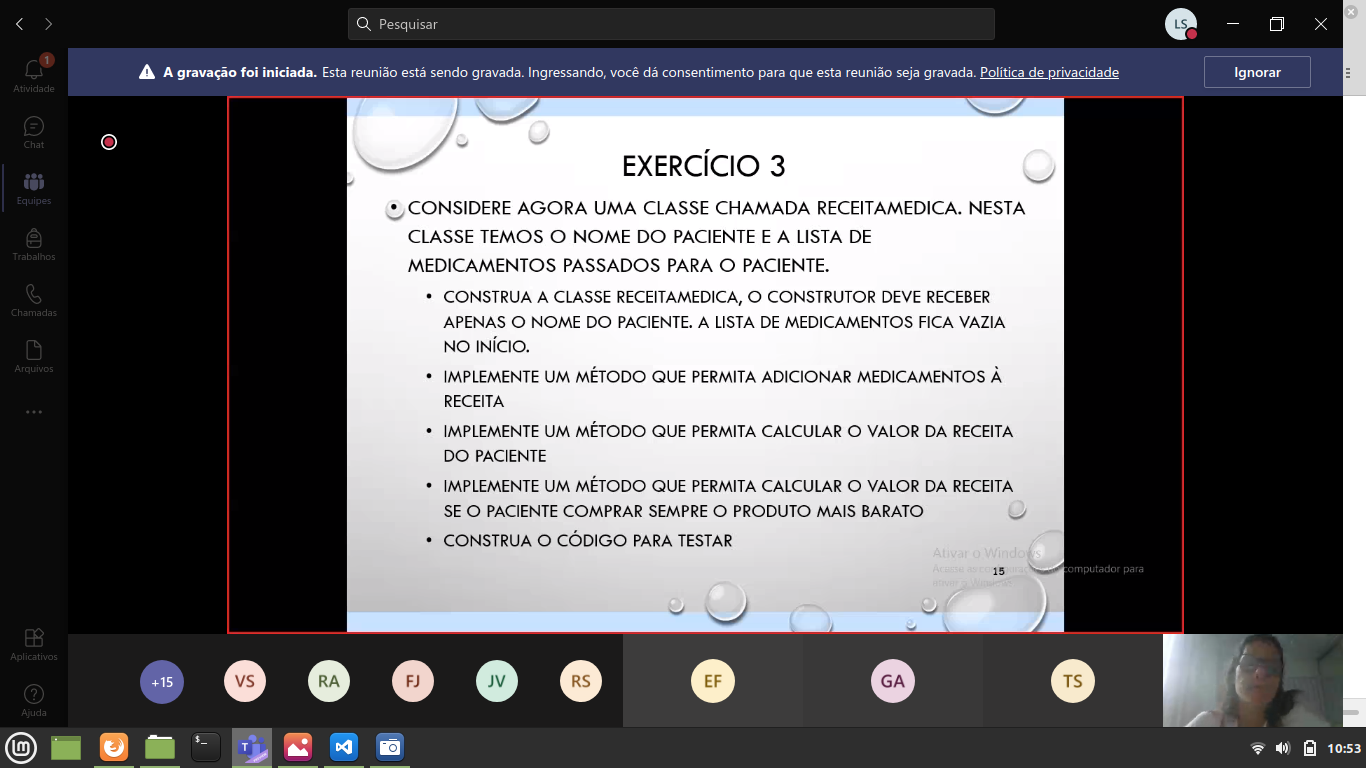 Pesquisar
LS
A gravação foi iniciada. Esta reunião está sendo gravada. Ingressando, você dá consentimento para que esta reunião seja gravada. Política de privacidade
Ignorar
1
Atividade
Chat
Equipes
Trabalhos
Chamadas
Arquivos
Aplicativos
Ajuda
EXERCÍCIO 3
• CONSIDERE AGORA UMA CLASSE CHAMADA RECEITAMEDICA. NESTA
CLASSE TEMOS O NOME DO PACIENTE E A LISTA DE
MEDICAMENTOS PASSADOS PARA O PACIENTE.
• CONSTRUA A CLASSE RECEITAMEDICA, O CONSTRUTOR DEVE RECEBER
APENAS O NOME DO PACIENTE. A LISTA DE MEDICAMENTOS FICA VAZIA
NO INÍCIO.
• IMPLEMENTE UM MÉTODO QUE PERMITA ADICIONAR MEDICAMENTOS À
RECEITA
• IMPLEMENTE UM MÉTODO QUE PERMITA CALCULAR O VALOR DA RECEITA
DO PACIENTE
• IMPLEMENTE UM MÉTODO QUE PERMITA CALCULAR O VALOR DA RECEITA
SE O PACIENTE COMPRAR SEMPRE O PRODUTO MAIS BARATO
• CONSTRUA O CÓDIGO PARA TESTAR
Ativar o Windows
computador para
15
+15
VS
RA
FJ
JV
RS
EF
GA
TS
10:53